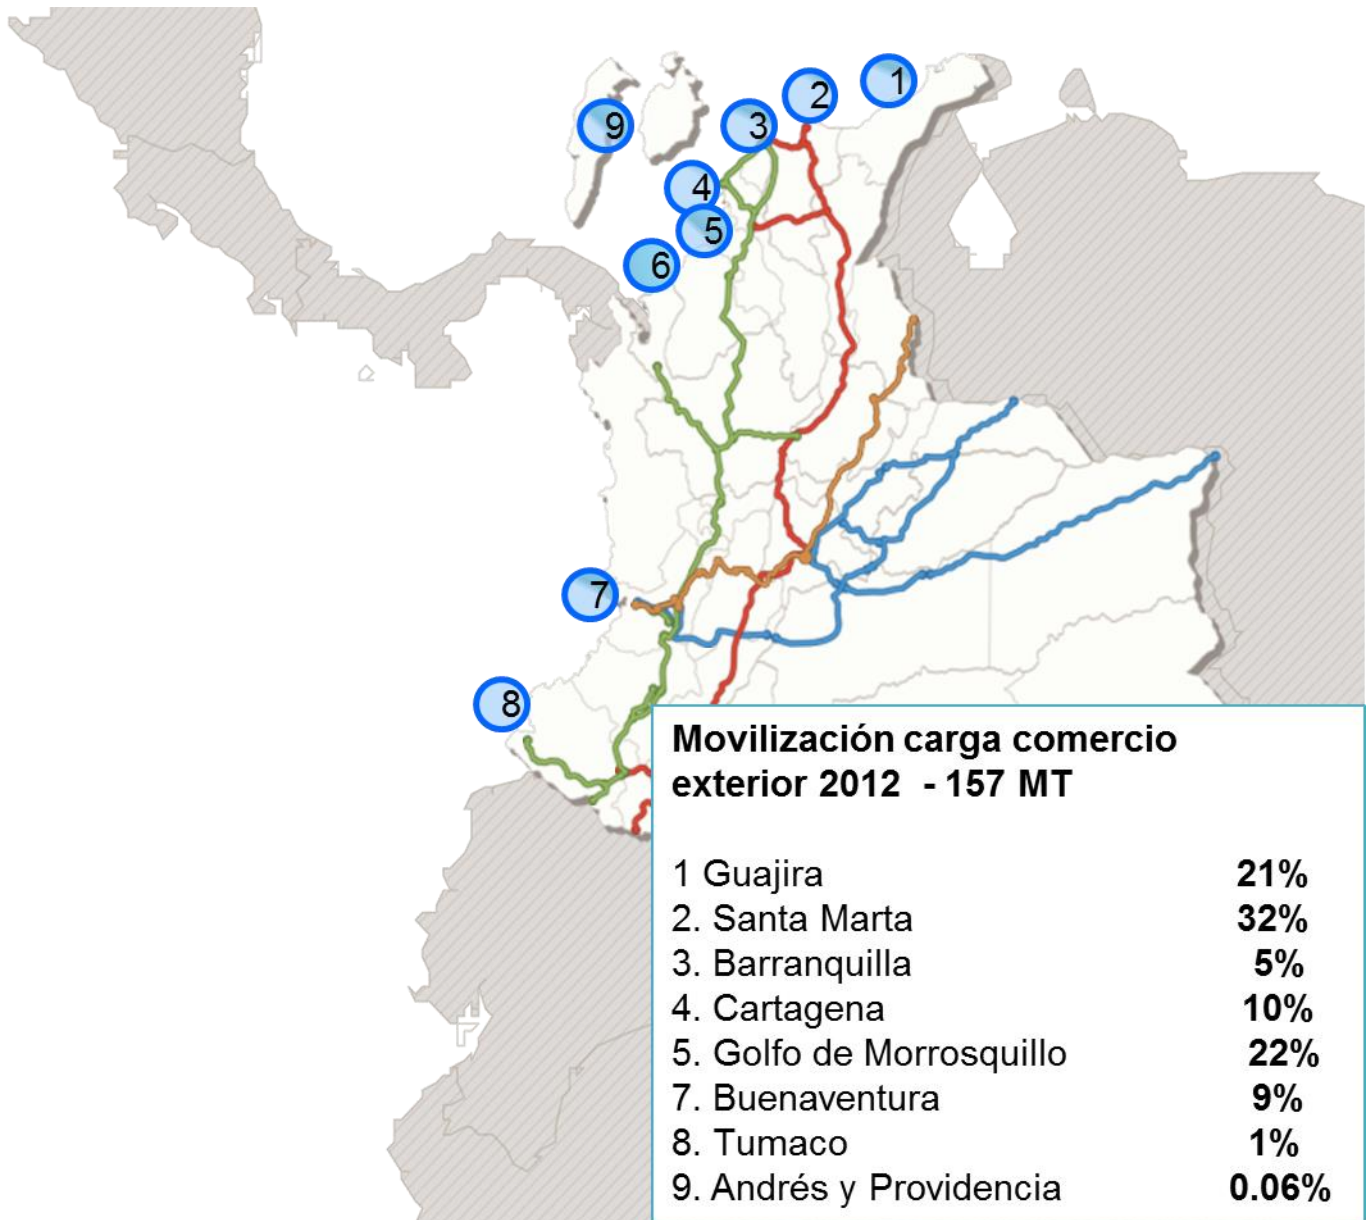 1
2
3
9
4
5
6
7
8
Movilización carga comercio
exterior 2012 - 157 MT
1 Guajira 21%
2. Santa Marta 32%
3. Barranquilla 5%
4. Cartagena 10%
5. Golfo de Morrosquillo 22%
7. Buenaventura 9%
8. Tumaco 1%
9. Andrés y Providencia 0.06%